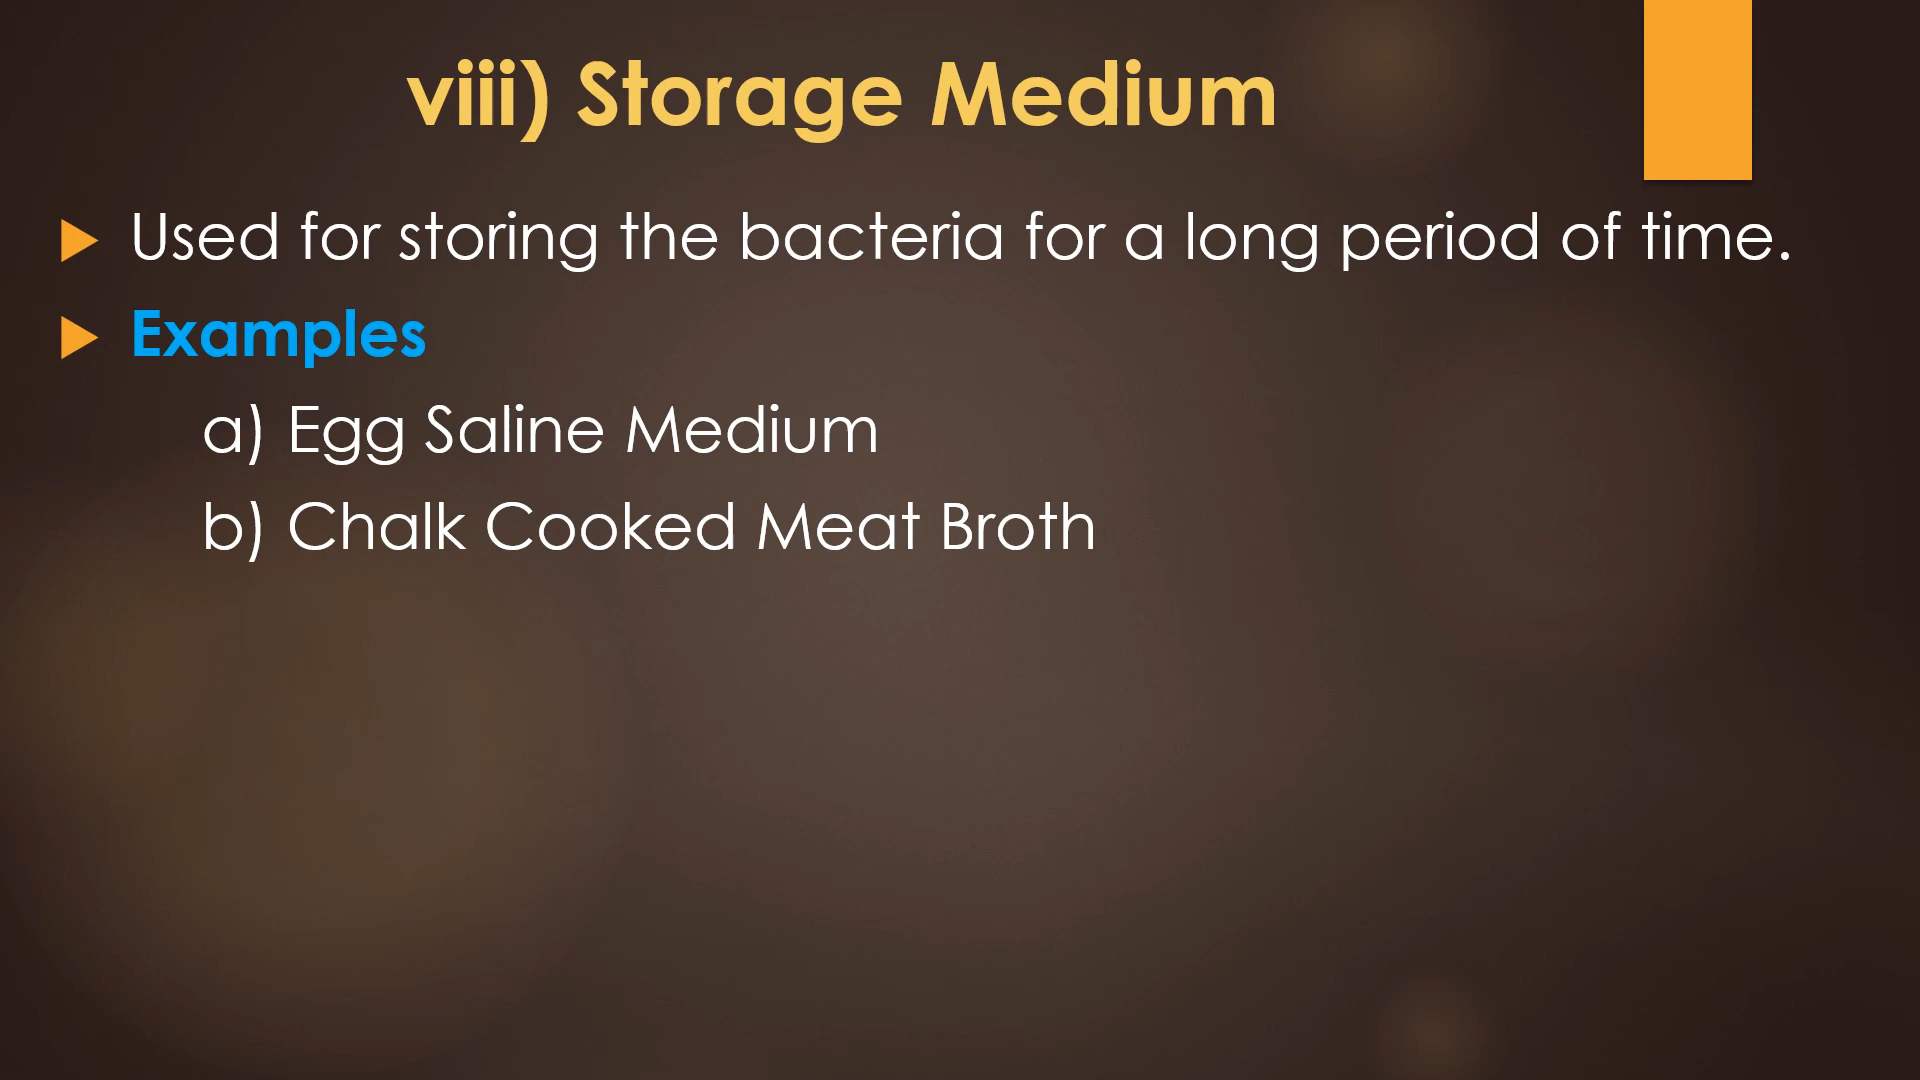 viii) Storage Medium
Used for storing the bacteria for a long period of time.
Examples
a) Egg Saline Medium
b) Chalk Cooked Meat Broth